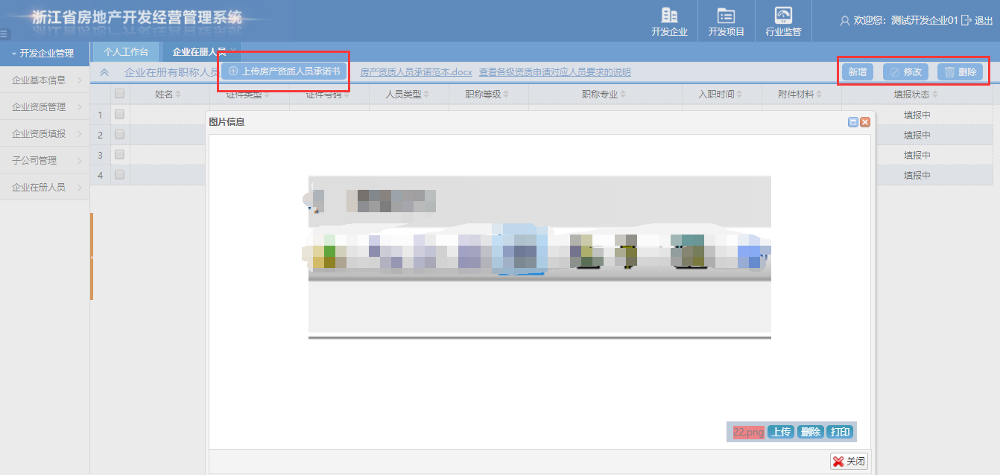 浙江省房地产开发经营管理系统
开发企业 开发项目 行业监管
欢迎您: 测试开发企业01 退出
开发企业管理
个人工作台 企业在册人员
企业在册有职称人员 上传房产资质人员承诺书 房产资质人员承诺范本.docx 查看各级资质申请对应人员要求的说明 新增 修改 删除
企业基本信息
企业资质管理
企业资质填报
子公司管理
企业在册人员
姓名 证件类型 证件号码 人员类型 职称等级 职称专业 入职时间 附件材料 填报状态
1 填报中
2 填报中
3 填报中
4 填报中
图片信息
22.png 上传 删除 打印
关闭